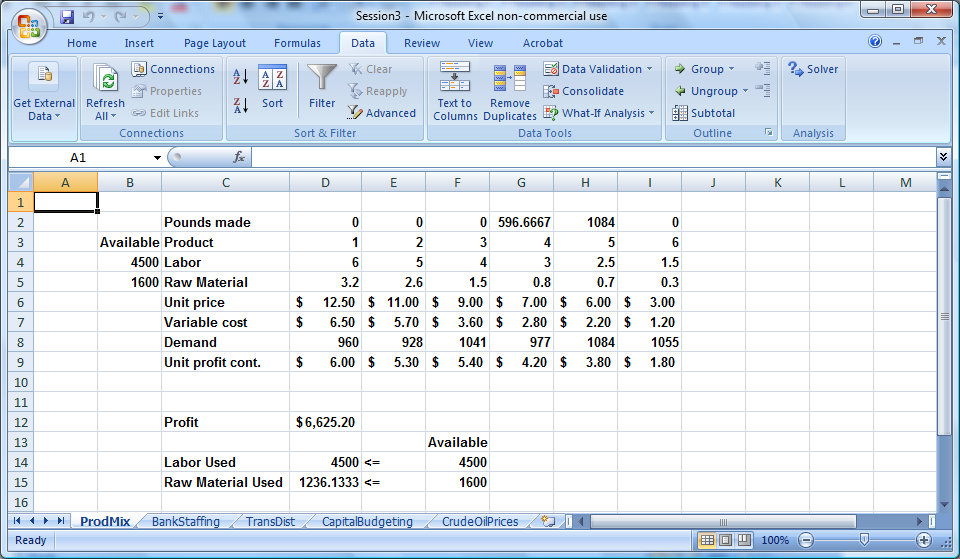 Session3 - Microsoft Excel non-commercial use
Home Insert Page Layout Formulas Data Review View Acrobat
Get External Data
Refresh All
Connections
Properties
Edit Links
Connections
Sort
Filter
Clear
Reapply
Advanced
Sort & Filter
Text to Columns
Remove Duplicates
Data Validation
Consolidate
What-If Analysis
Data Tools
Group
Ungroup
Subtotal
Outline
Solver
Analysis
A1 fx
A B C D E F G H I J K L M
1
2 Pounds made 0 0 0 596.6667 1084 0
3 Available Product 1 2 3 4 5 6
4 4500 Labor 6 5 4 3 2.5 1.5
5 1600 Raw Material 3.2 2.6 1.5 0.8 0.7 0.3
6 Unit price $ 12.50 $ 11.00 $ 9.00 $ 7.00 $ 6.00 $ 3.00
7 Variable cost $ 6.50 $ 5.70 $ 3.60 $ 2.80 $ 2.20 $ 1.20
8 Demand 960 928 1041 977 1084 1055
9 Unit profit cont. $ 6.00 $ 5.30 $ 5.40 $ 4.20 $ 3.80 $ 1.80
10
11
12 Profit $6,625.20
13 Available
14 Labor Used 4500 <= 4500
15 Raw Material Used 1236.1333 <= 1600
16
ProdMix BankStaffing TransDist CapitalBudgeting CrudeOilPrices
Ready 100%